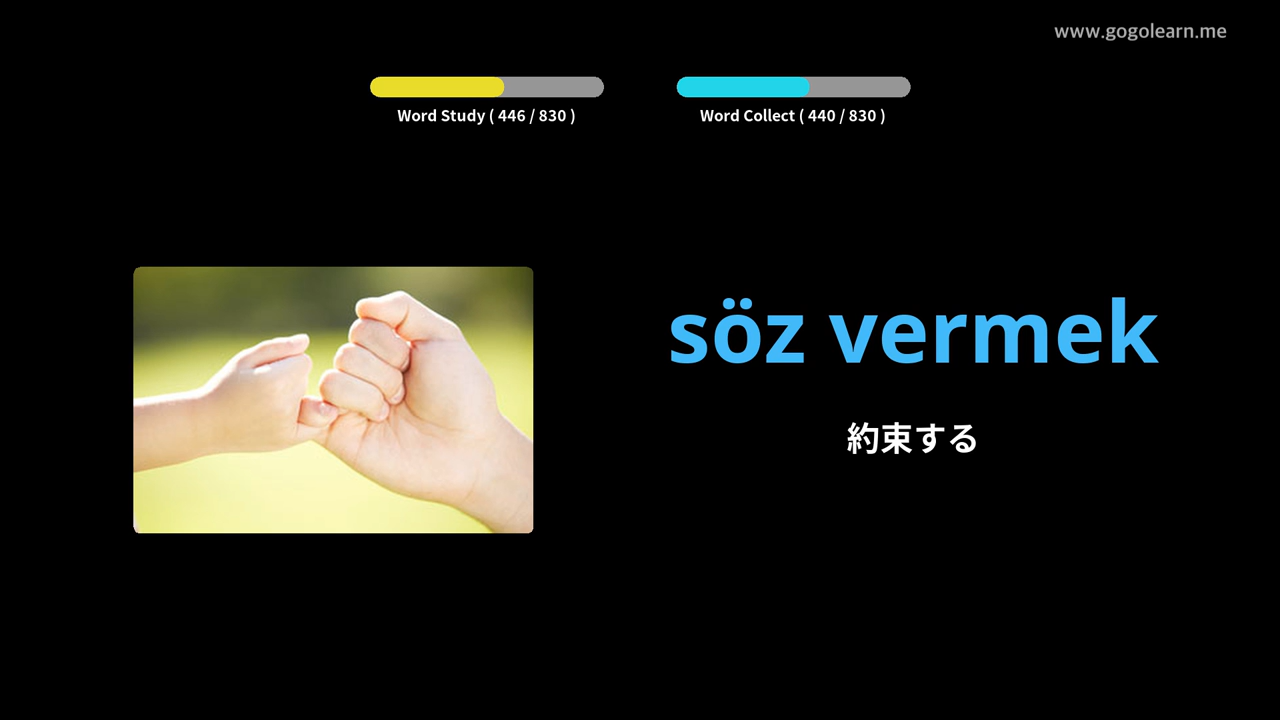 www.gogolearn.me
Word Study ( 446 / 830 )
Word Collect ( 440 / 830 )
söz vermek
約束する